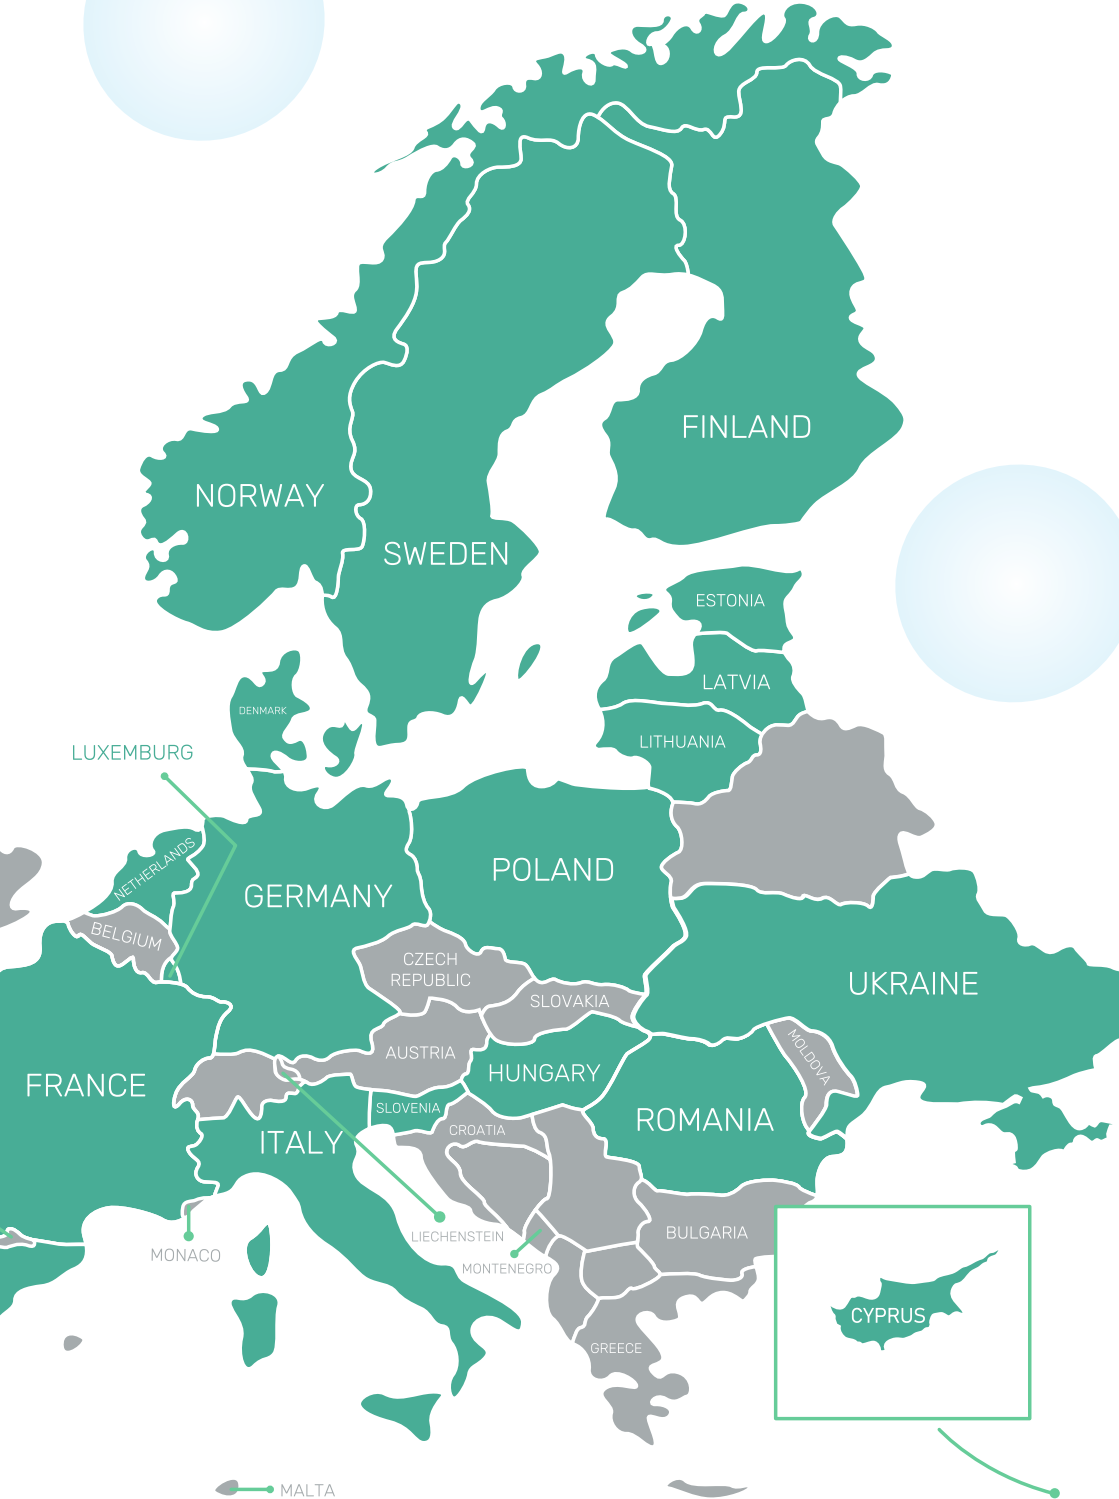 FINLAND
NORWAY
SWEDEN
ESTONIA
LATVIA
DENMARK
LITHUANIA
LUXEMBURG
NETHERLANDS
POLAND
GERMANY
BELGIUM
CZECH
REPUBLIC
UKRAINE
SLOVAKIA
AUSTRIA
MOLDOVA
HUNGARY
FRANCE
SLOVENIA
ROMANIA
CROATIA
ITALY
BULGARIA
LIECHENSTEIN
MONACO
MONTENEGRO
CYPRUS
GREECE
MALTA